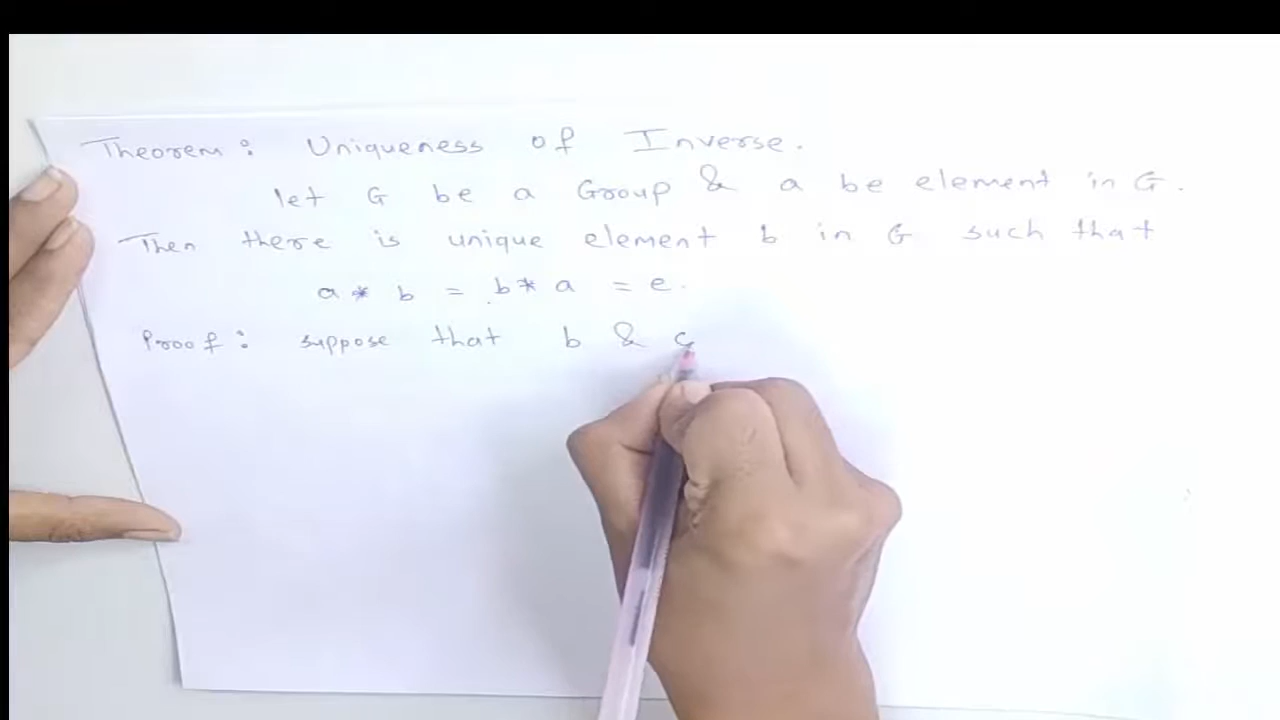 Theorem: Uniqueness of Inverse.
let G be a Group & a be element in G.
Then there is unique element b in G such that
a * b = b * a = e.
Proof: suppose that b & c